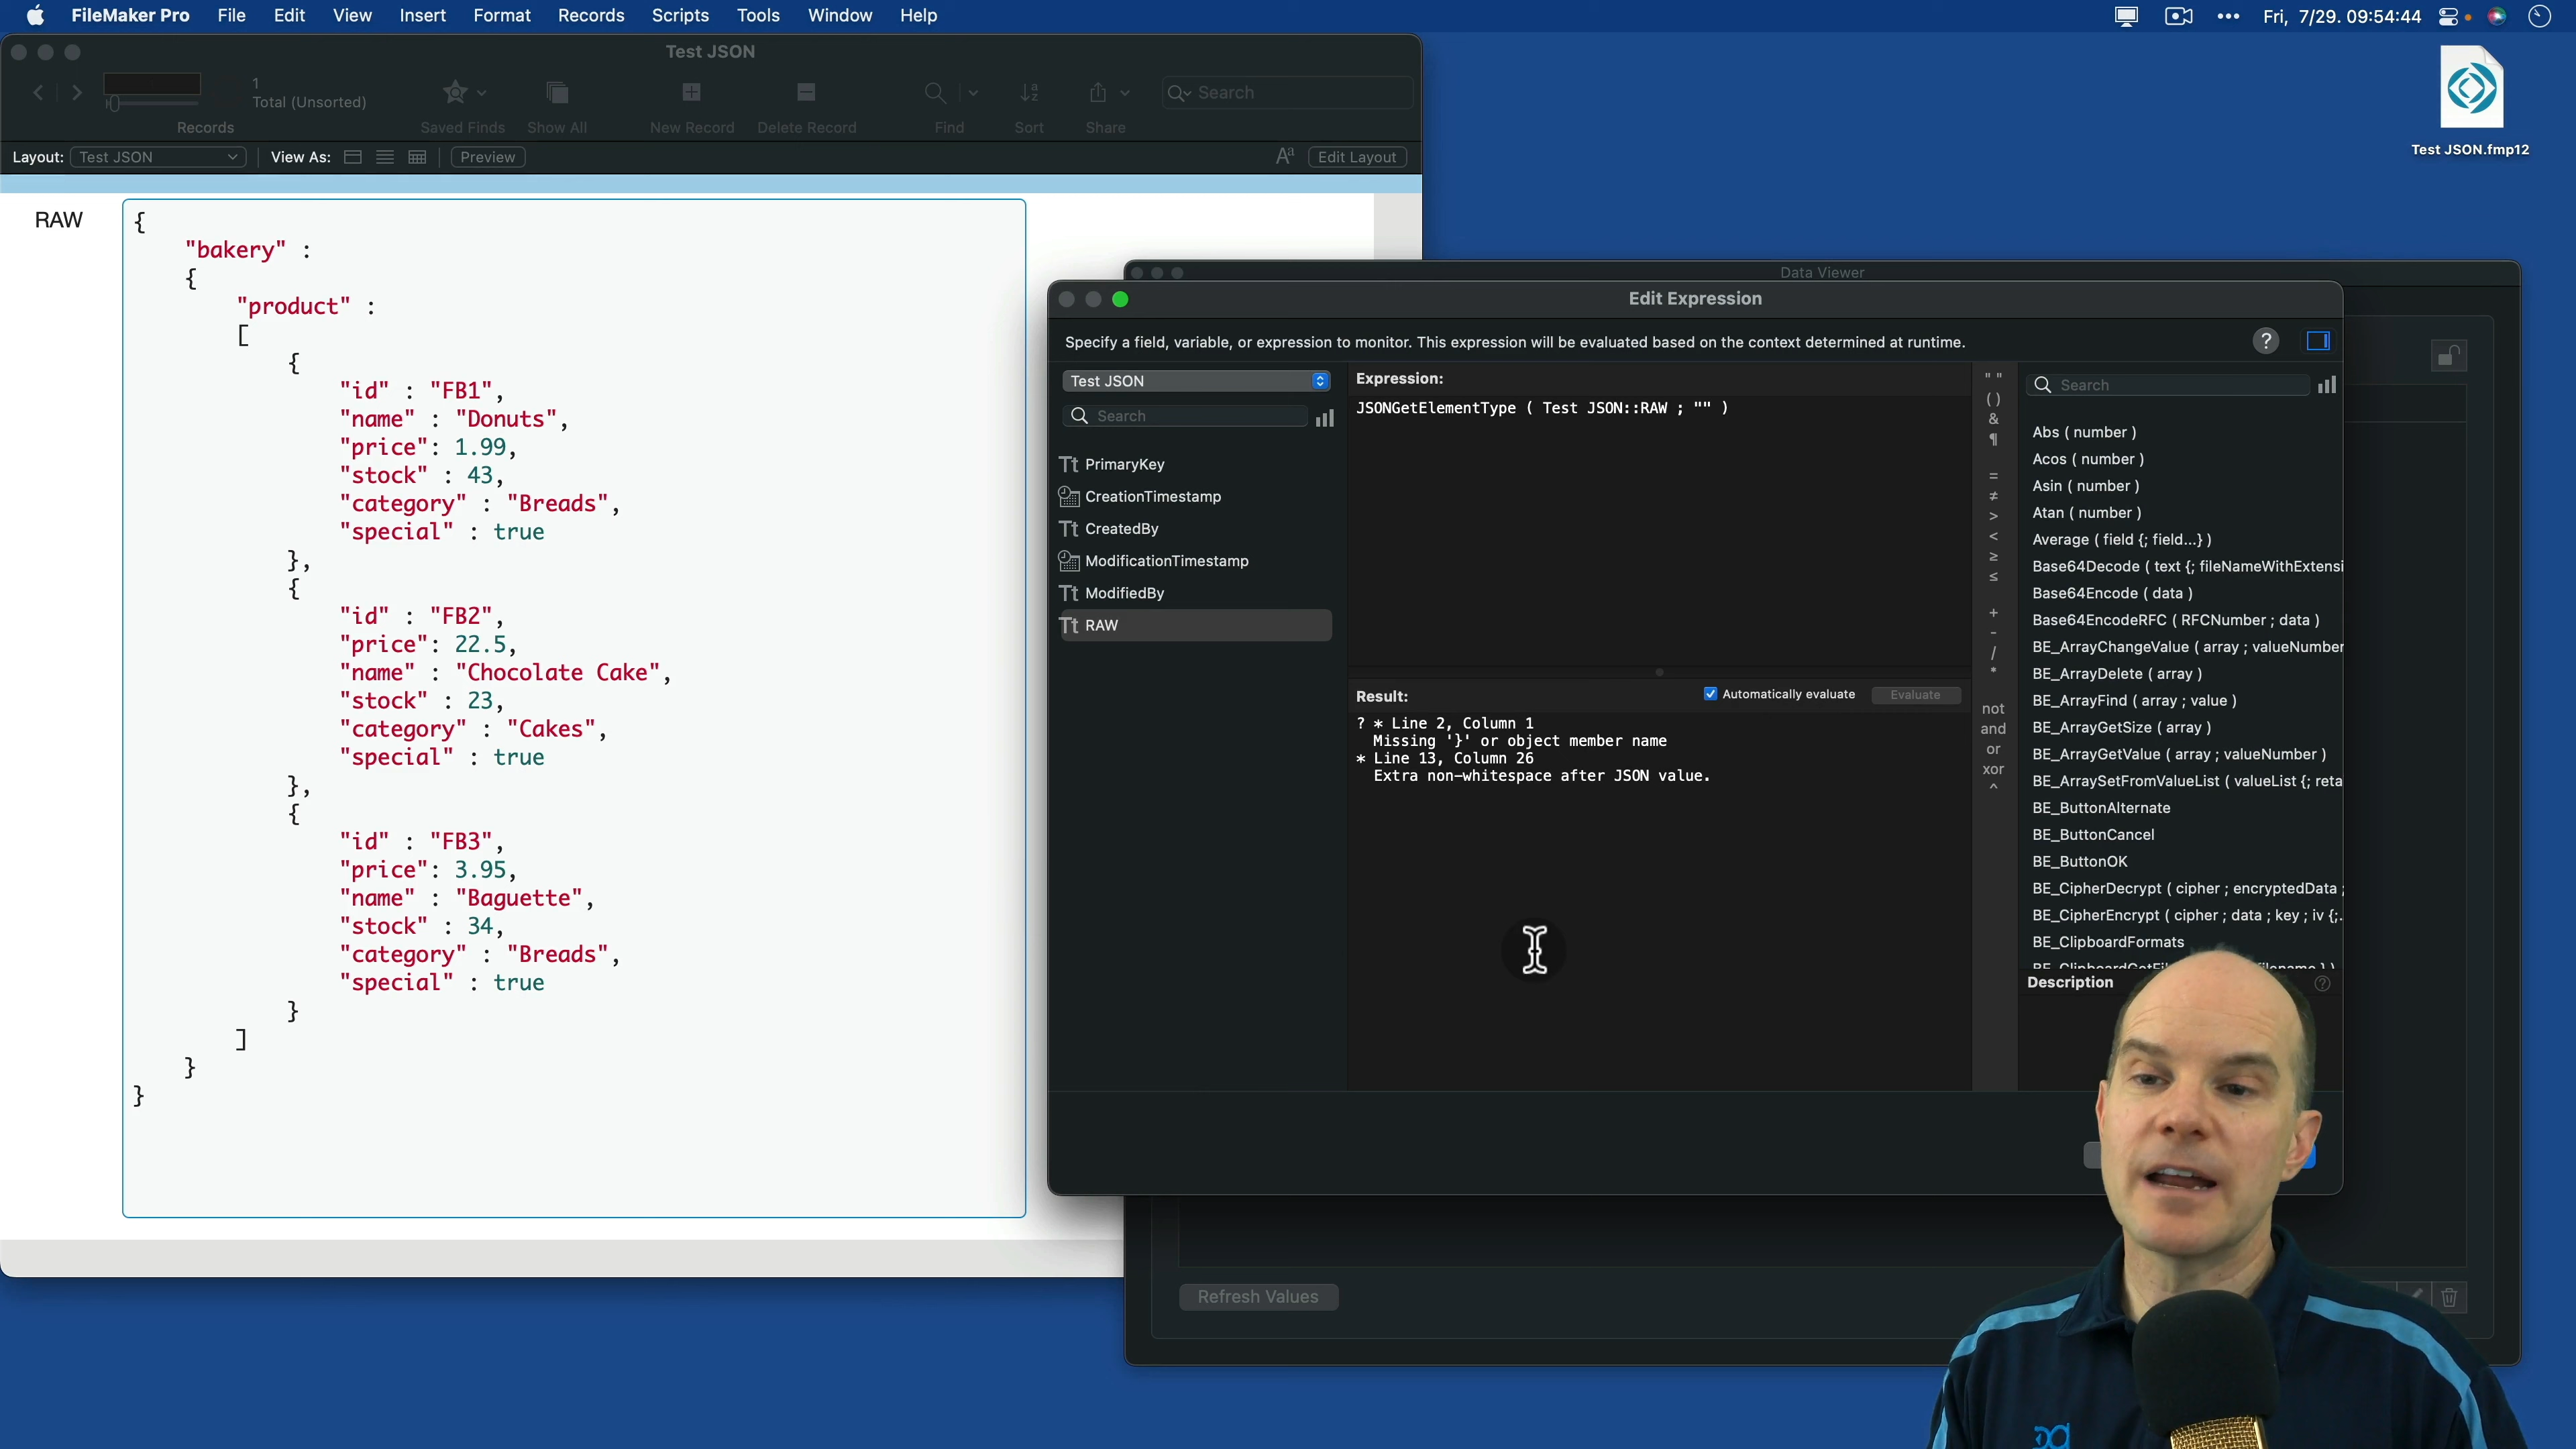 FileMaker Pro File Edit View Insert Format Records Scripts Tools Window Help
Fri, 7/29. 09:54:44
Test JSON
1
Total (Unsorted)
Search
Records Saved Finds Show All New Record Delete Record Find Sort Share
Layout: Test JSON View As: Preview Aa Edit Layout
Test JSON.fmp12
RAW
{
"bakery" :
{
"product" :
[
{
"id" : "FB1",
"name" : "Donuts",
"price": 1.99,
"stock" : 43,
"category" : "Breads",
"special" : true
},
{
"id" : "FB2",
"price": 22.5,
"name" : "Chocolate Cake",
"stock" : 23,
"category" : "Cakes",
"special" : true
},
{
"id" : "FB3",
"price": 3.95,
"name" : "Baguette",
"stock" : 34,
"category" : "Breads",
"special" : true
}
]
}
}
Data Viewer
Edit Expression
Specify a field, variable, or expression to monitor. This expression will be evaluated based on the context determined at runtime.
?
Test JSON
Search
Tt PrimaryKey
CreationTimestamp
Tt CreatedBy
ModificationTimestamp
Tt ModifiedBy
Tt RAW
Expression:
JSONGetElementType ( Test JSON::RAW ; "" )
Result:
Automatically evaluate
Evaluate
? * Line 2, Column 1
Missing '}' or object member name
* Line 13, Column 26
Extra non-whitespace after JSON value.
" "
( )
&
¶
=
≠
>
<
≥
≤
+
-
/
*
not
and
or
xor
^
Search
Abs ( number )
Acos ( number )
Asin ( number )
Atan ( number )
Average ( field {; field...} )
Base64Decode ( text {; fileNameWithExtensi
Base64Encode ( data )
Base64EncodeRFC ( RFCNumber ; data )
BE_ArrayChangeValue ( array ; valueNumber
BE_ArrayDelete ( array )
BE_ArrayFind ( array ; value )
BE_ArrayGetSize ( array )
BE_ArrayGetValue ( array ; valueNumber )
BE_ArraySetFromValueList ( valueList {; reta
BE_ButtonAlternate
BE_ButtonCancel
BE_ButtonOK
BE_CipherDecrypt ( cipher ; encryptedData ;
BE_CipherEncrypt ( cipher ; data ; key ; iv {;.
BE_ClipboardFormats
Description
?
Refresh Values